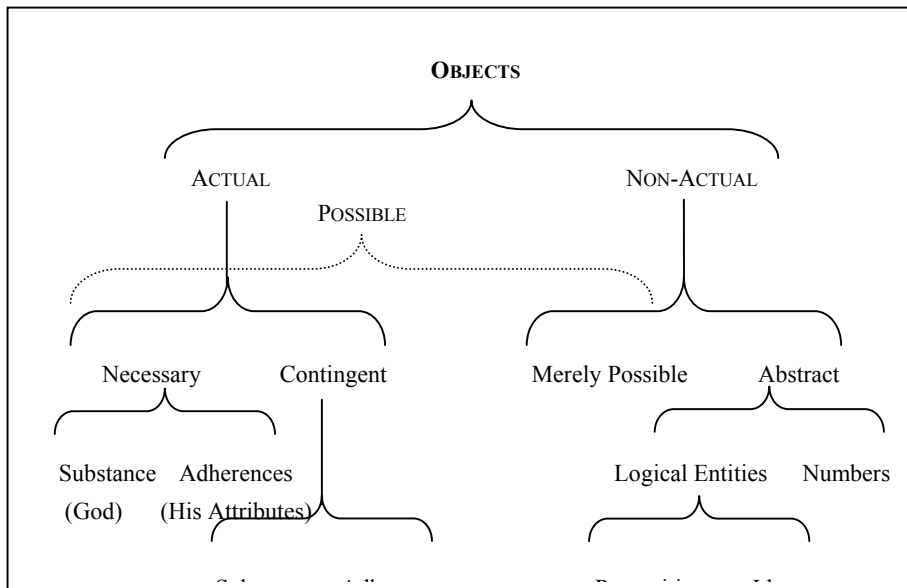 OBJECTS
ACTUAL NON-ACTUAL
POSSIBLE
Necessary Contingent Merely Possible Abstract
Substance Adherences Logical Entities Numbers
(God) (His Attributes)